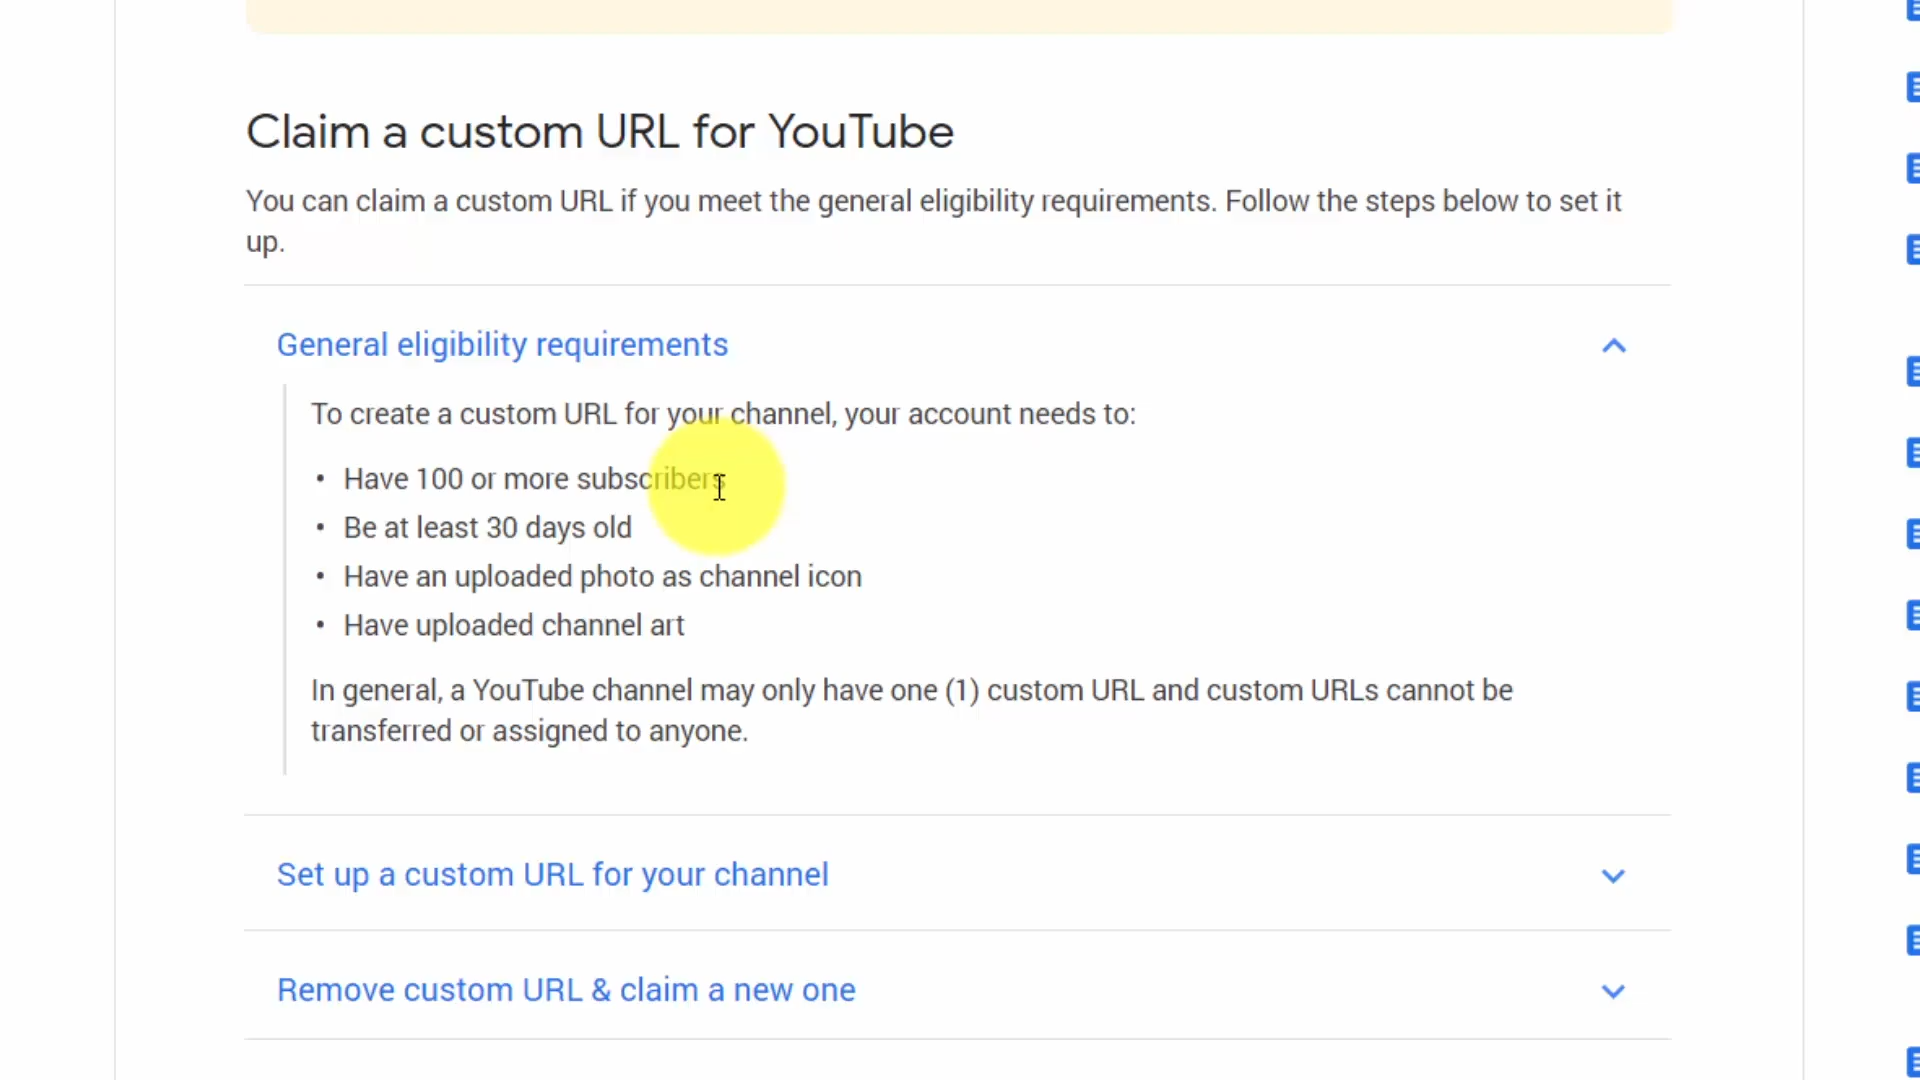 Claim a custom URL for YouTube
You can claim a custom URL if you meet the general eligibility requirements. Follow the steps below to set it
up.
General eligibility requirements
To create a custom URL for your channel, your account needs to:
• Have 100 or more subscribers
• Be at least 30 days old
• Have an uploaded photo as channel icon
• Have uploaded channel art
In general, a YouTube channel may only have one (1) custom URL and custom URLs cannot be
transferred or assigned to anyone.
Set up a custom URL for your channel
Remove custom URL & claim a new one